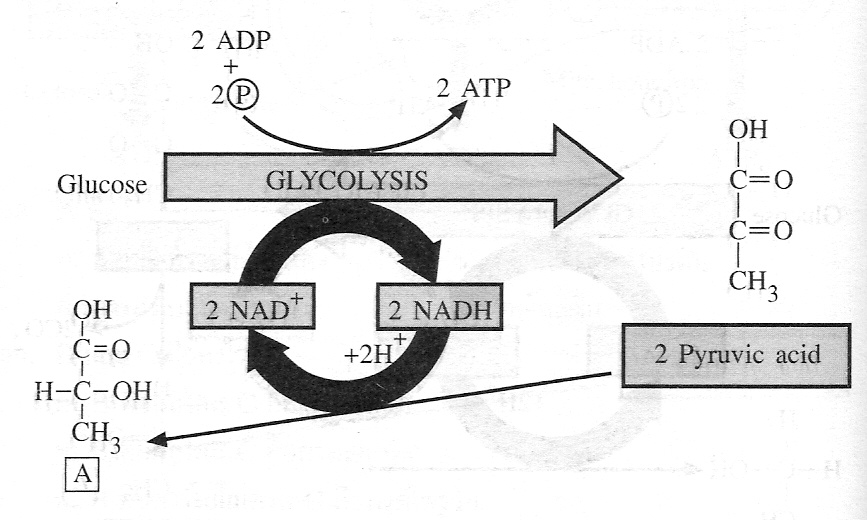 2 ADP
+
2 P
2 ATP
Glucose
GLYCOLYSIS
OH
C=O
C=O
CH3
2 NAD+
2 NADH
+2H+
2 Pyruvic acid
OH
C=O
H-C-OH
CH3
A